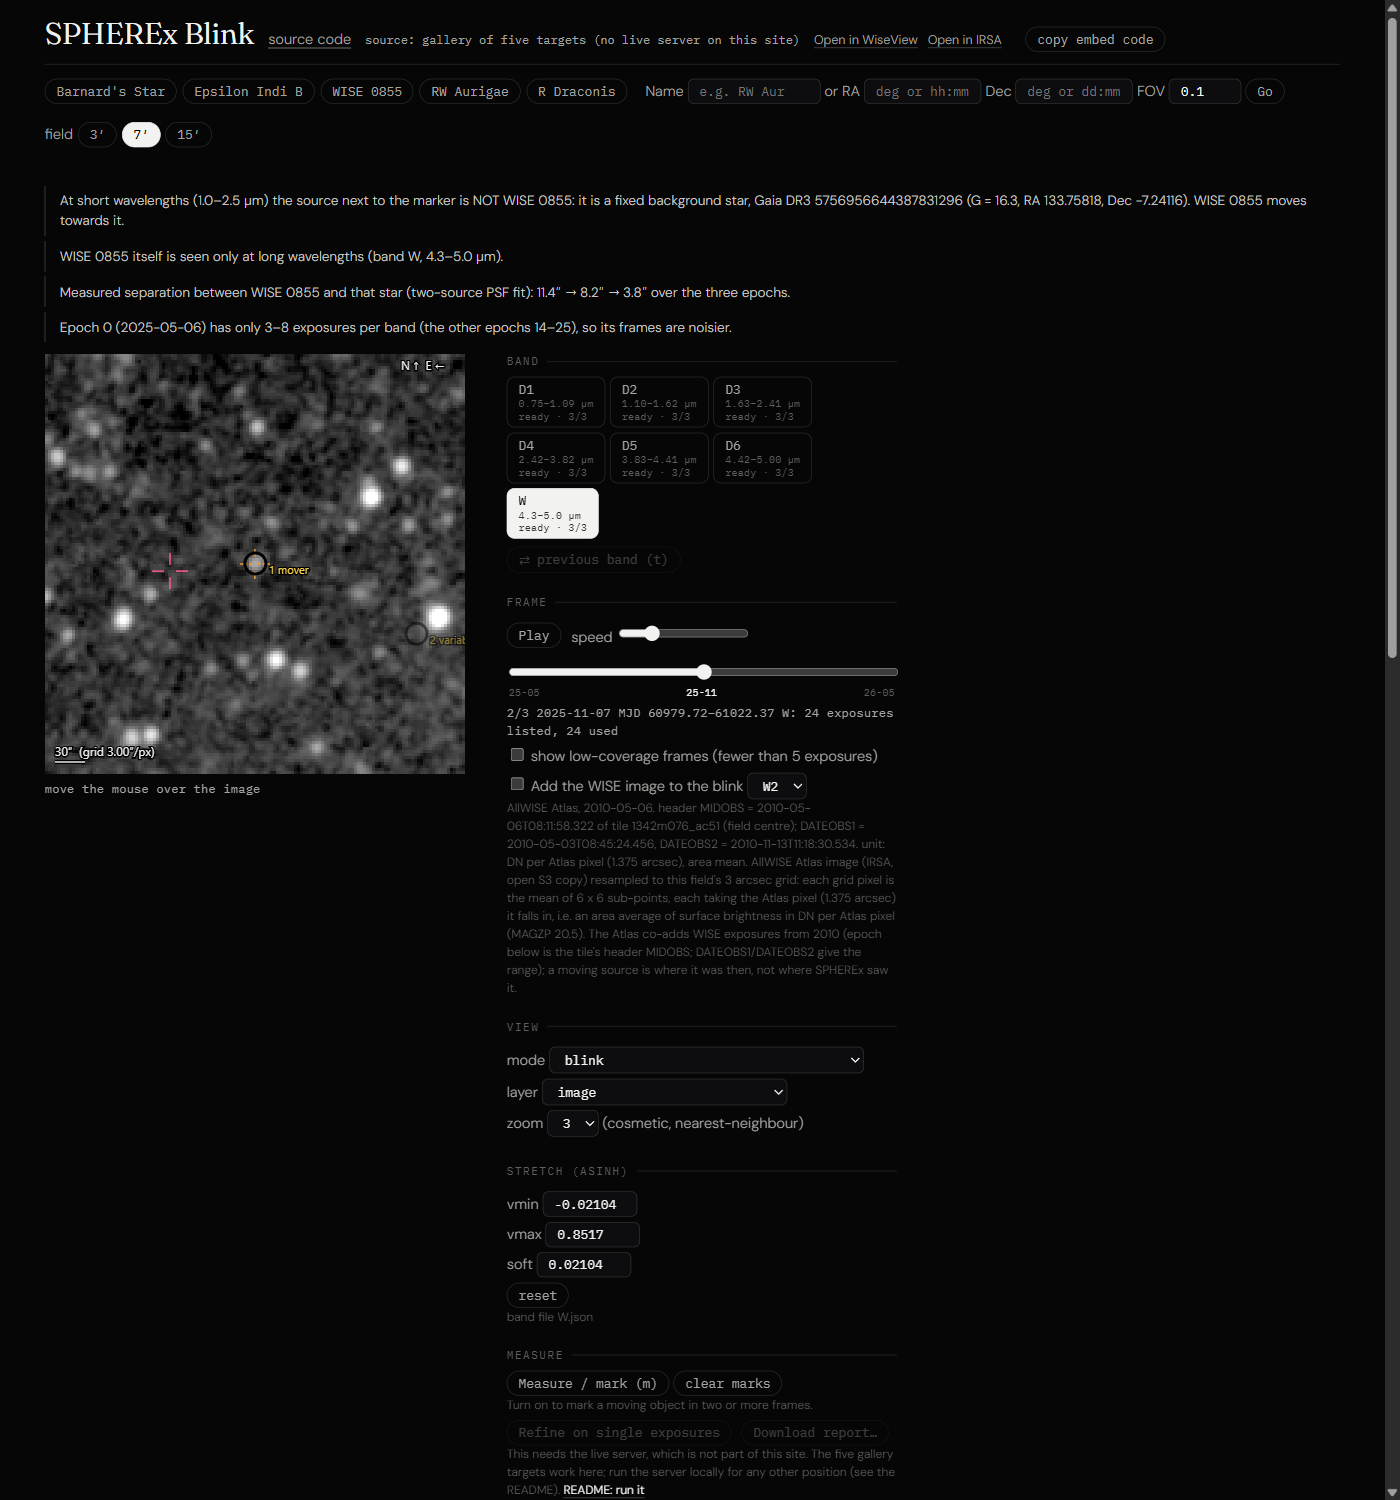 SPHEREx Blink source code source: gallery of five targets (no live server on this site) Open in WiseView Open in IRSA copy embed code
Barnard's Star Epsilon Indi B WISE 0855 RW Aurigae R Draconis Name e.g. RW Aur or RA deg or hh:mm Dec deg or dd:mm FOV 0.1 Go
field 3′ 7′ 15′
At short wavelengths (1.0–2.5 µm) the source next to the marker is NOT WISE 0855: it is a fixed background star, Gaia DR3 5756956644387831296 (G = 16.3, RA 133.75818, Dec -7.24116). WISE 0855 moves
towards it.
WISE 0855 itself is seen only at long wavelengths (band W, 4.3–5.0 µm).
Measured separation between WISE 0855 and that star (two-source PSF fit): 11.4″ → 8.2″ → 3.8″ over the three epochs.
Epoch 0 (2025-05-06) has only 3–8 exposures per band (the other epochs 14–25), so its frames are noisier.
N↑ E←
1 mover
2 variab
30″ (grid 3.00″/px)
move the mouse over the image
BAND
D1 D2 D3
0.75–1.09 µm 1.10–1.62 µm 1.63–2.41 µm
ready · 3/3 ready · 3/3 ready · 3/3
D4 D5 D6
2.42–3.82 µm 3.83–4.41 µm 4.42–5.00 µm
ready · 3/3 ready · 3/3 ready · 3/3
W
4.3–5.0 µm
ready · 3/3
⇄ previous band (t)
FRAME
Play speed
25-05 25-11 26-05
2/3 2025-11-07 MJD 60979.72–61022.37 W: 24 exposures
listed, 24 used
show low-coverage frames (fewer than 5 exposures)
Add the WISE image to the blink W2
AllWISE Atlas, 2010-05-06. header MIDOBS = 2010-05-
06T08:11:58.322 of tile 1342m076_ac51 (field centre); DATEOBS1 =
2010-05-03T08:45:24.456, DATEOBS2 = 2010-11-13T11:18:30.534. unit:
DN per Atlas pixel (1.375 arcsec), area mean. AllWISE Atlas image (IRSA,
open S3 copy) resampled to this field's 3 arcsec grid: each grid pixel is
the mean of 6 x 6 sub-points, each taking the Atlas pixel (1.375 arcsec)
it falls in, i.e. an area average of surface brightness in DN per Atlas pixel
(MAGZP 20.5). The Atlas co-adds WISE exposures from 2010 (epoch
below is the tile's header MIDOBS; DATEOBS1/DATEOBS2 give the
range); a moving source is where it was then, not where SPHEREx saw
it.
VIEW
mode blink
layer image
zoom 3 (cosmetic, nearest-neighbour)
STRETCH (ASINH)
vmin -0.02104
vmax 0.8517
soft 0.02104
reset
band file W.json
MEASURE
Measure / mark (m) clear marks
Turn on to mark a moving object in two or more frames.
Refine on single exposures Download report…
This needs the live server, which is not part of this site. The five gallery
targets work here; run the server locally for any other position (see the
README). README: run it